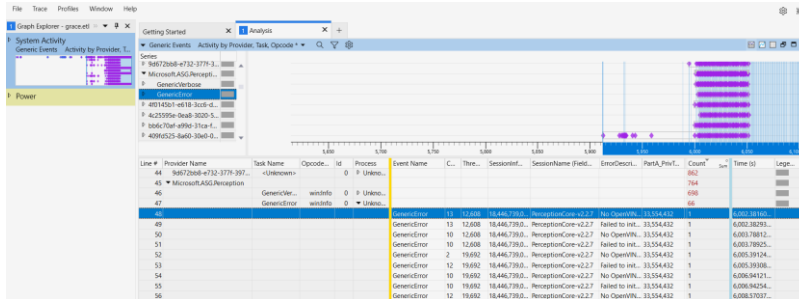 File Trace Profiles Window Help
Graph Explorer - grace.etl
Getting Started
1 Analysis
System Activity
Generic Events Activity by Provider, T...
Generic Events Activity by Provider, Task, Opcode *
Series
9d672bb8-e732-377f-3...
Microsoft.ASG.Percepti...
GenericVerbose
GenericError
4f0145b1-e618-3cc6-d...
4c25595e-0ea8-3020-5...
bb6c70af-a99d-31ca-f...
409fd525-8a60-30e0-0...
Power
Line # Provider Name Task Name Opcode... Id Process Event Name C... Thre... SessionInf... SessionName (Field... ErrorDescri... PartA_PrivT... Count Sum Time (s) Lege...
44 9d672bb8-e732-377f-397... <Unknown> 0 Unkno... 862
45 Microsoft.ASG.Perception 764
46 GenericVer... winInfo 0 Unkno... 698
47 GenericError winInfo 0 Unkno... 66
48 GenericError 13 12,608 18,446,739,0... PerceptionCore-v2.2.7 No OpenVIN... 33,554,432 1 6,002.38160...
49 GenericError 13 12,608 18,446,739,0... PerceptionCore-v2.2.7 Failed to init... 33,554,432 1 6,002.38293...
50 GenericError 10 12,608 18,446,739,0... PerceptionCore-v2.2.7 No OpenVIN... 33,554,432 1 6,003.78812...
51 GenericError 10 12,608 18,446,739,0... PerceptionCore-v2.2.7 Failed to init... 33,554,432 1 6,003.78925...
52 GenericError 2 19,692 18,446,739,0... PerceptionCore-v2.2.7 No OpenVIN... 33,554,432 1 6,005.39124...
53 GenericError 12 19,692 18,446,739,0... PerceptionCore-v2.2.7 Failed to init... 33,554,432 1 6,005.39308...
54 GenericError 10 19,692 18,446,739,0... PerceptionCore-v2.2.7 No OpenVIN... 33,554,432 1 6,006.94121...
55 GenericError 10 19,692 18,446,739,0... PerceptionCore-v2.2.7 Failed to init... 33,554,432 1 6,006.94254...
56 GenericError 12 19,692 18,446,739,0... PerceptionCore-v2.2.7 No OpenVIN... 33,554,432 1 6,008.57037...